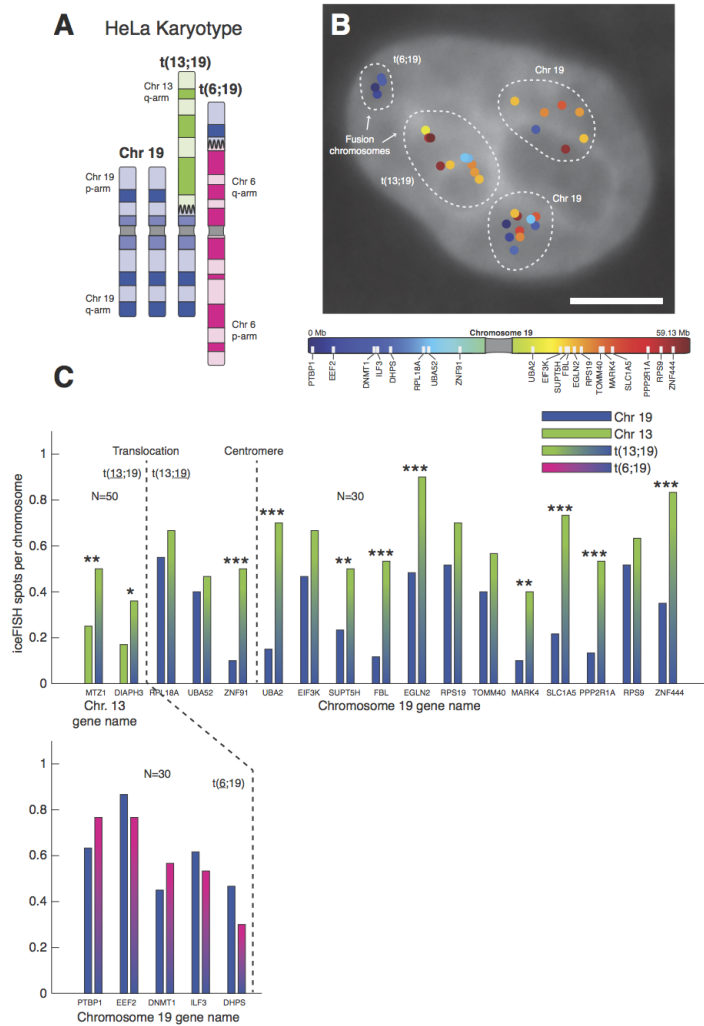 A HeLa Karyotype
t(13;19)
Chr 13
q-arm
t(6;19)
Chr 19
Chr 19
p-arm
Chr 6
q-arm
Chr 19
q-arm
Chr 6
p-arm
B
t(6;19)
Chr 19
Fusion
chromosomes
t(13;19)
Chr 19
0 Mb Chromosome 19 59.13 Mb
PTBP1
EEF2
DNMT1
ILF3
DHPS
RPL18A
UBA52
ZNF91
UBA2
EIF3K
SUPT5H
FBL
EGLN2
RPS19
TOMM40
MARK4
SLC1A5
PPP2R1A
RPS9
ZNF444
C
Chr 19
Chr 13
t(13;19)
t(6;19)
Translocation
Centromere
t(13;19) t(13;19)
N=50
N=30
iceFISH spots per chromosome
1
0.8
0.6
0.4
0.2
0
** * *** *** ** *** *** ** *** *** ***
MTZ1 DIAPH3 RPL18A UBA52 ZNF91 UBA2 EIF3K SUPT5H FBL EGLN2 RPS19 TOMM40 MARK4 SLC1A5 PPP2R1A RPS9 ZNF444
Chr. 13
gene name
Chromosome 19 gene name
N=30
t(6;19)
1
0.8
0.6
0.4
0.2
0
PTBP1 EEF2 DNMT1 ILF3 DHPS
Chromosome 19 gene name